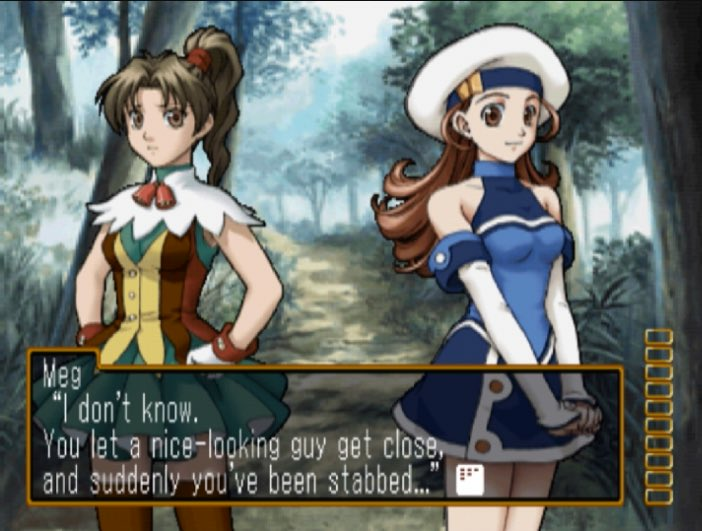 Meg
“I don't know.
You let a nice-looking guy get close,
and suddenly you've been stabbed...”